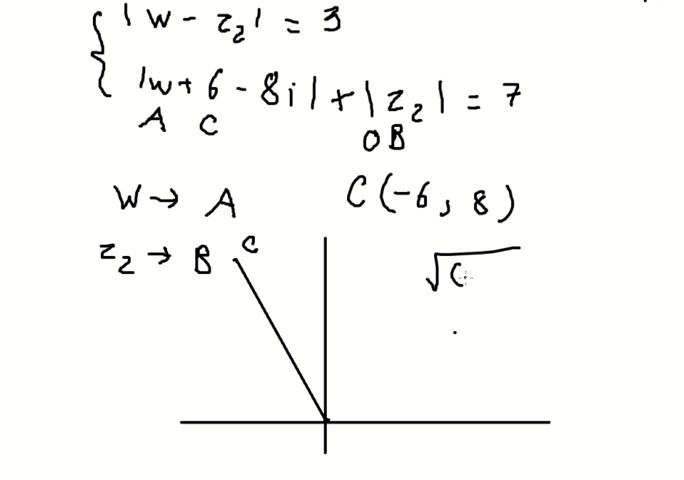 |w - z₂| = 3
|w + 6 - 8i| + |z₂| = 7
A C O B
w → A C(-6, 8)
z₂ → B C √(